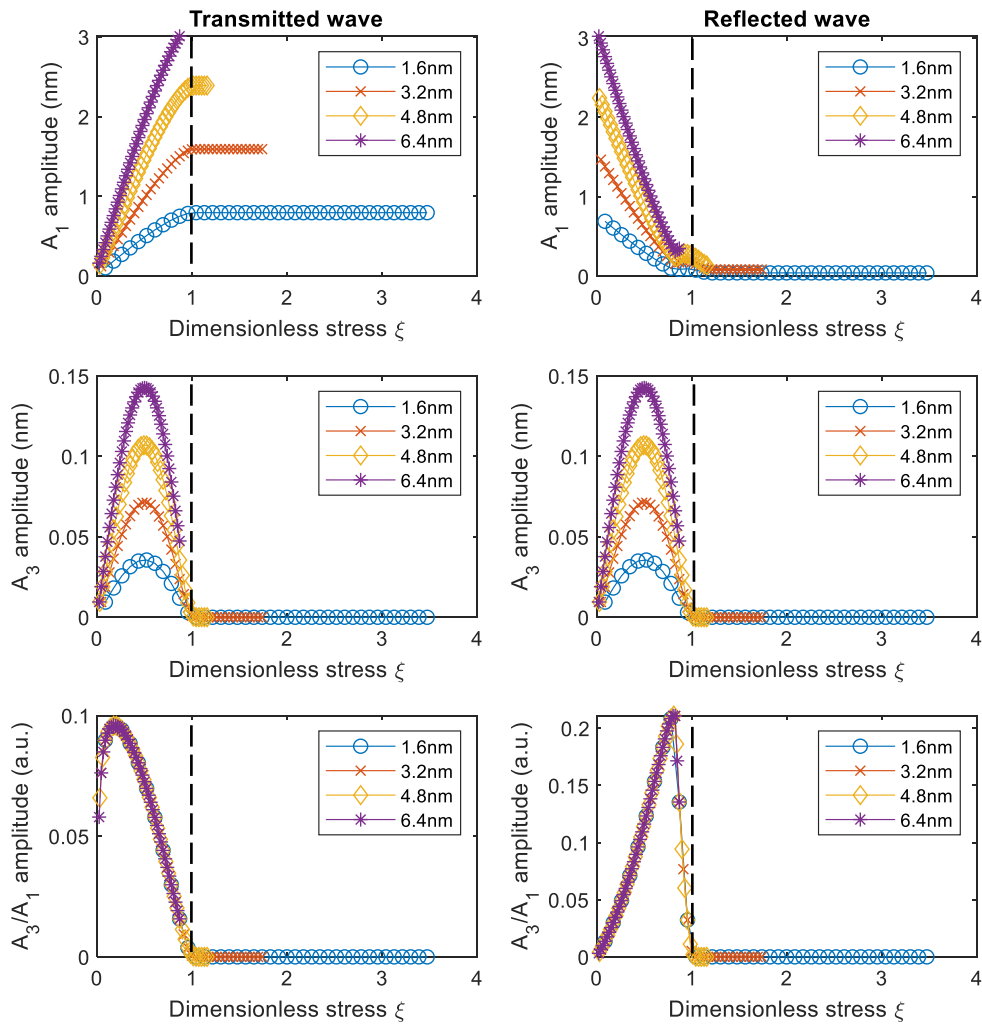 Transmitted wave
A1 amplitude (nm)
3
2
1
0
0 1 2 3 4
Dimensionless stress ξ
1.6nm
3.2nm
4.8nm
6.4nm
Reflected wave
A1 amplitude (nm)
3
2
1
0
0 1 2 3 4
Dimensionless stress ξ
1.6nm
3.2nm
4.8nm
6.4nm
A3 amplitude (nm)
0.15
0.1
0.05
0
0 1 2 3 4
Dimensionless stress ξ
1.6nm
3.2nm
4.8nm
6.4nm
A3 amplitude (nm)
0.15
0.1
0.05
0
0 1 2 3 4
Dimensionless stress ξ
1.6nm
3.2nm
4.8nm
6.4nm
A3/A1 amplitude (a.u.)
0.1
0.05
0
0 1 2 3 4
Dimensionless stress ξ
1.6nm
3.2nm
4.8nm
6.4nm
A3/A1 amplitude (a.u.)
0.2
0.15
0.1
0.05
0
0 1 2 3 4
Dimensionless stress ξ
1.6nm
3.2nm
4.8nm
6.4nm